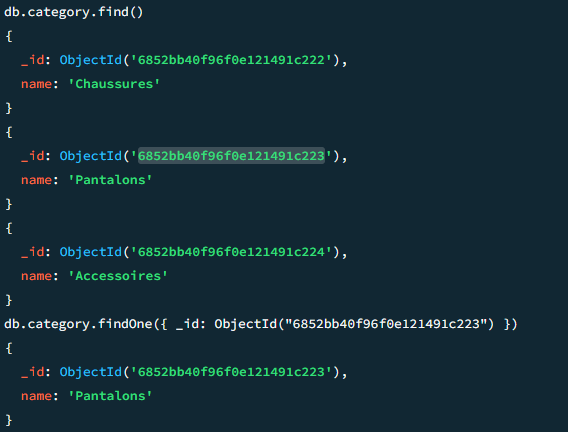 db.category.find()
{
  _id: ObjectId('6852bb40f96f0e121491c222'),
  name: 'Chaussures'
}
{
  _id: ObjectId('6852bb40f96f0e121491c223'),
  name: 'Pantalons'
}
{
  _id: ObjectId('6852bb40f96f0e121491c224'),
  name: 'Accessoires'
}
db.category.findOne({ _id: ObjectId("6852bb40f96f0e121491c223") })
{
  _id: ObjectId('6852bb40f96f0e121491c223'),
  name: 'Pantalons'
}